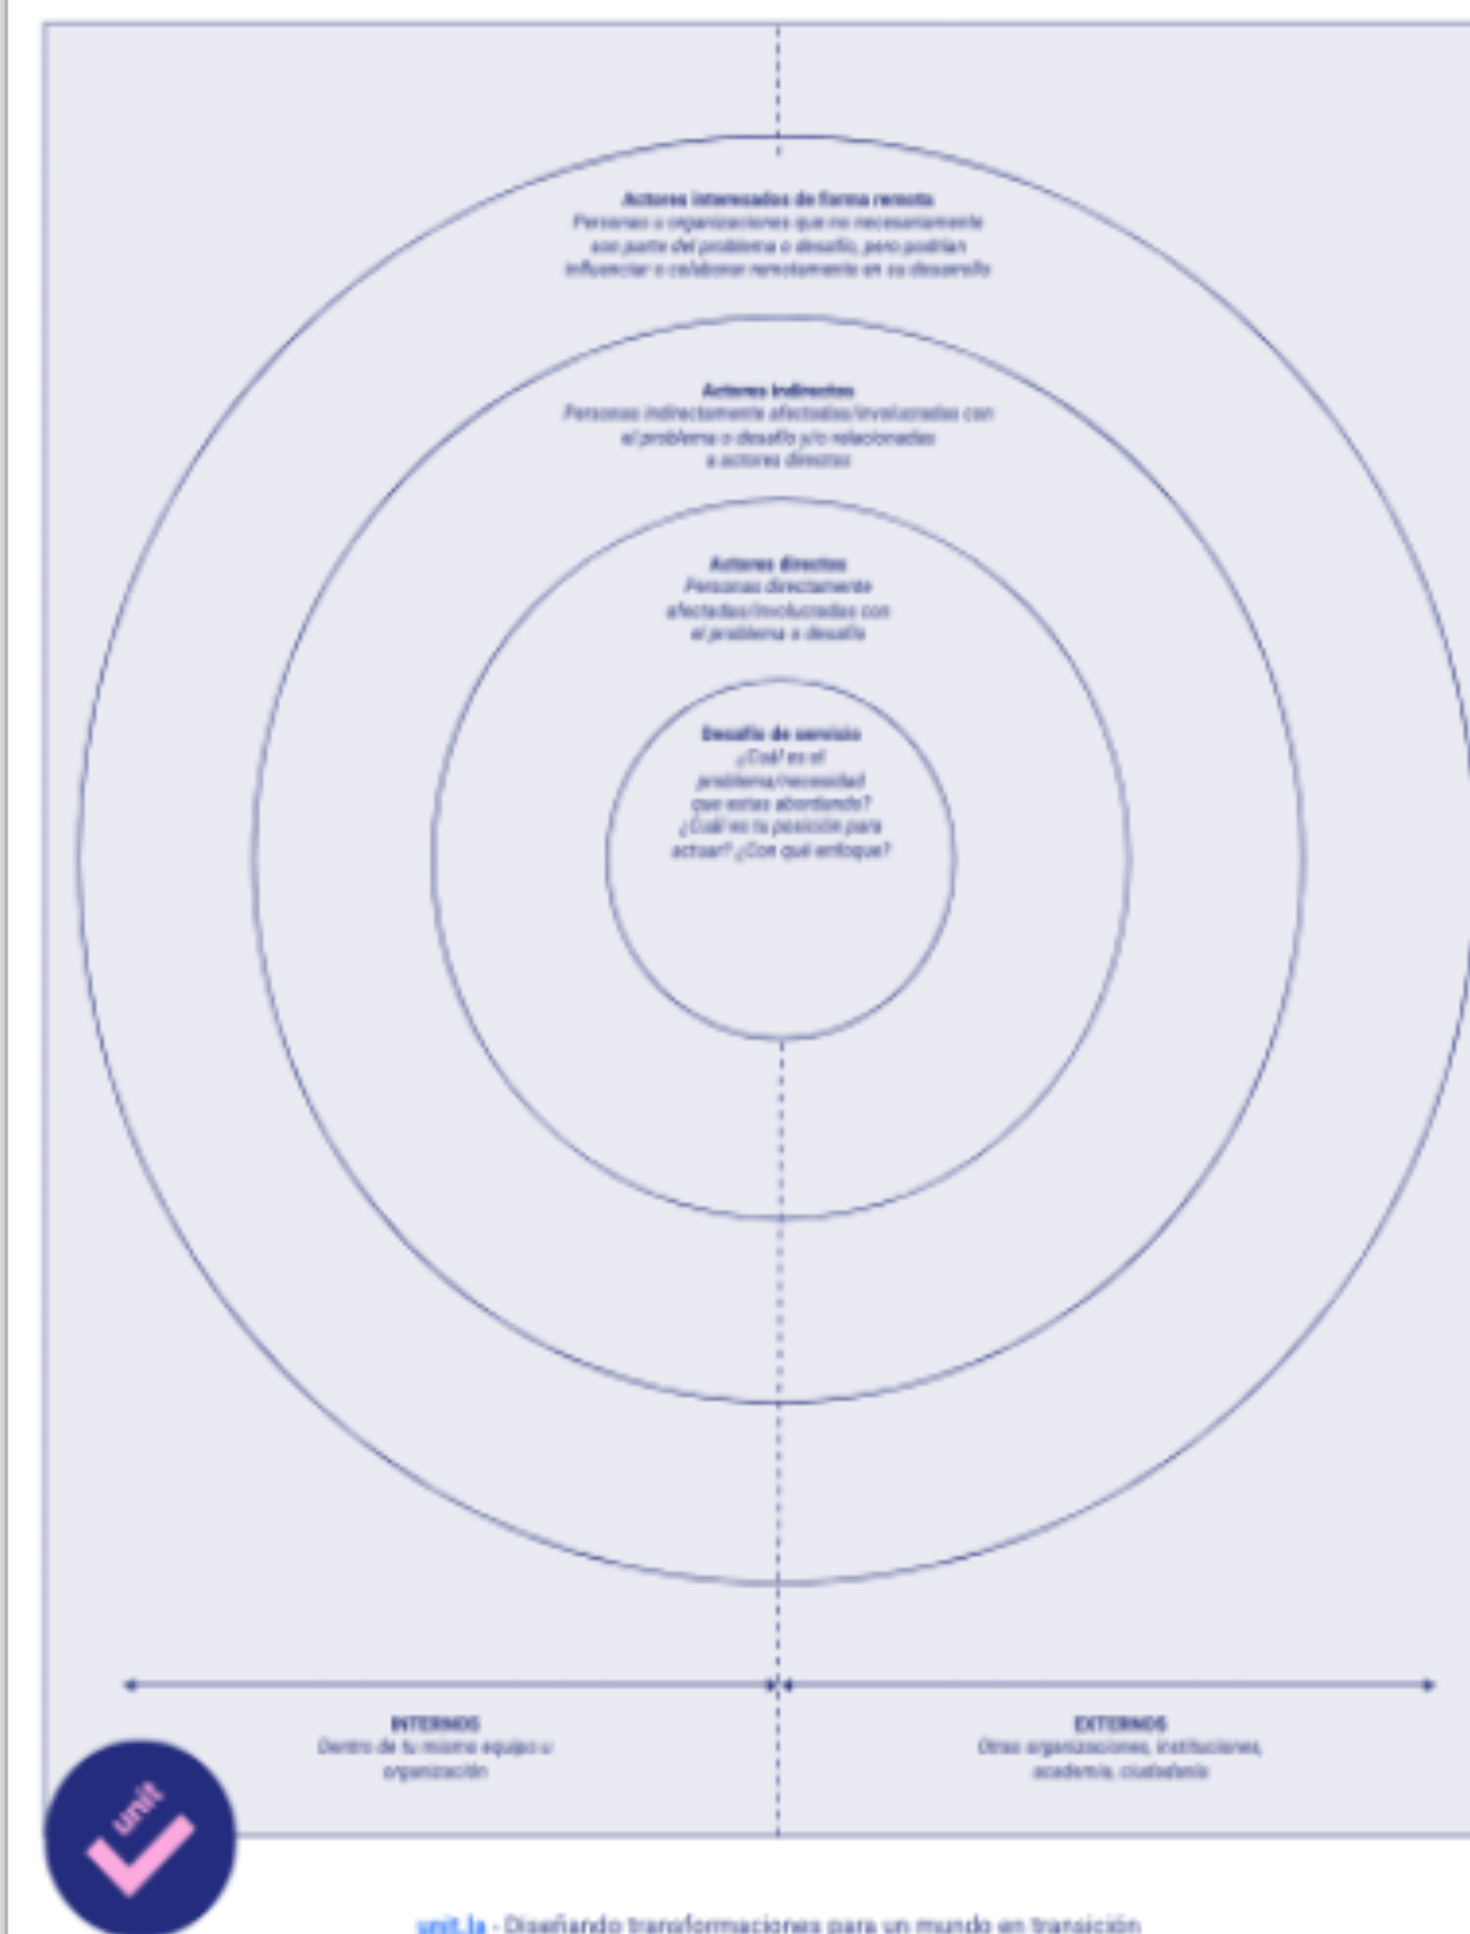 Actores interesados de forma remota
Personas u organizaciones que no necesariamente
son parte del problema o desafío, pero podrían
influenciar o colaborar remotamente en su desarrollo
Actores indirectos
Personas indirectamente afectadas/involucradas con
el problema o desafío y/o relacionadas
a actores directos
Actores directos
Personas directamente
afectadas/involucradas con
el problema o desafío
Desafío de servicio
¿Cuál es el
problema/necesidad
que estas abordando?
¿Cuál es tu posición para
actuar? ¿Con qué enfoque?
INTERNOS
Dentro de tu mismo equipo u
organización
EXTERNOS
Otras organizaciones, instituciones,
academia, ciudadanía
unit
unit.la - Diseñando transformaciones para un mundo en transición